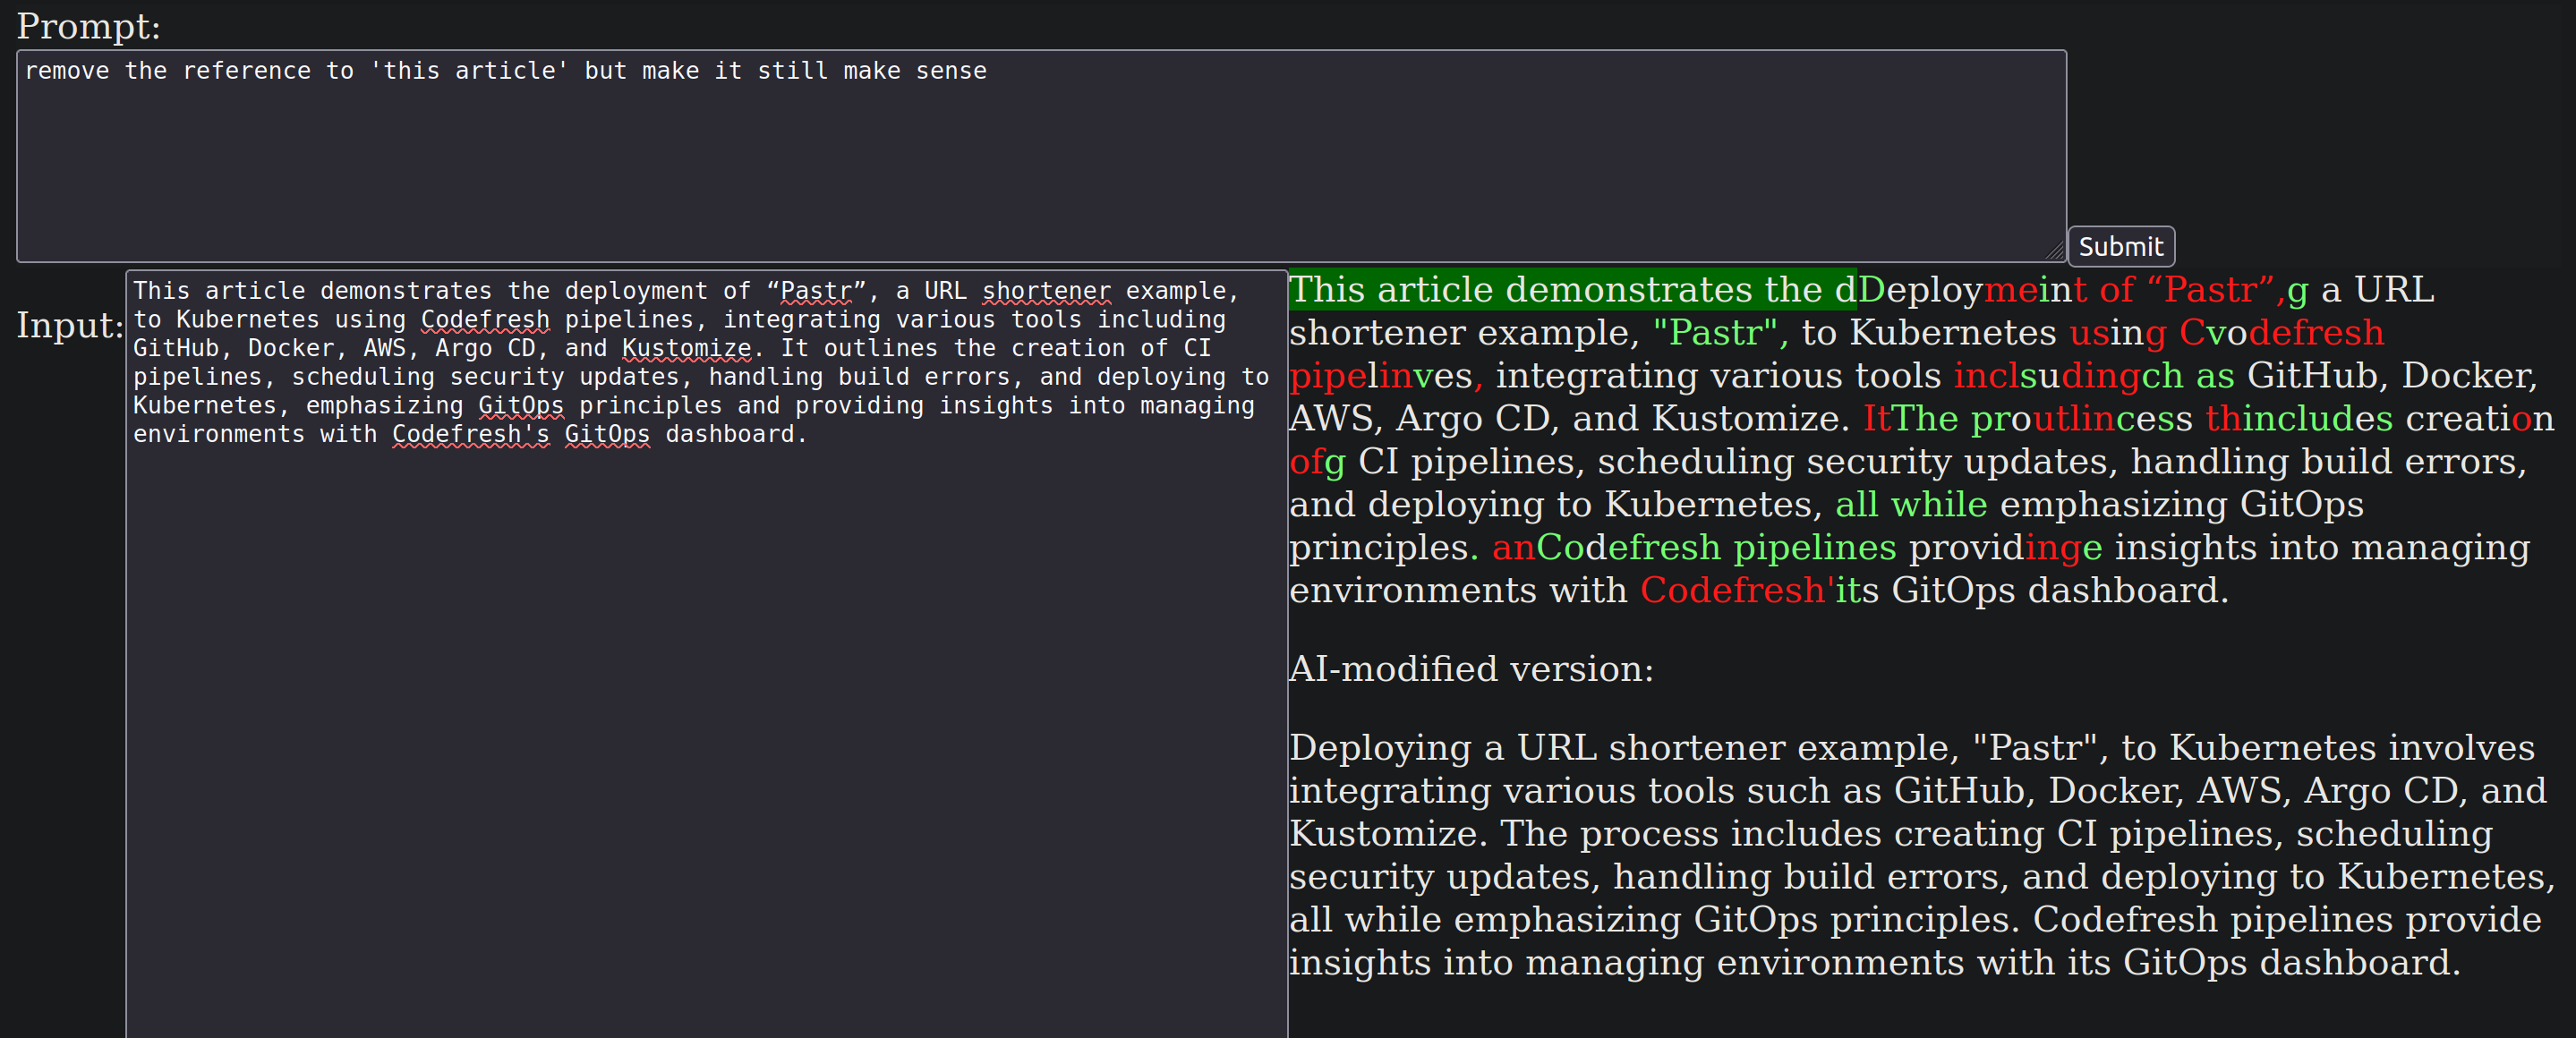 Prompt:
remove the reference to 'this article' but make it still make sense
Submit
Input:
This article demonstrates the deployment of “Pastr”, a URL shortener example,
to Kubernetes using Codefresh pipelines, integrating various tools including
GitHub, Docker, AWS, Argo CD, and Kustomize. It outlines the creation of CI
pipelines, scheduling security updates, handling build errors, and deploying to
Kubernetes, emphasizing GitOps principles and providing insights into managing
environments with Codefresh's GitOps dashboard.
This article demonstrates the dDeploymeint of “Pastr”,g a URL
shortener example, "Pastr", to Kubernetes using Cvodefresh
pipelinves, integrating various tools inclsudingch as GitHub, Docker,
AWS, Argo CD, and Kustomize. ItThe proutlincess thincludes creation
ofg CI pipelines, scheduling security updates, handling build errors,
and deploying to Kubernetes, all while emphasizing GitOps
principles. anCodefresh pipelines providinge insights into managing
environments with Codefresh'its GitOps dashboard.
AI-modified version:
Deploying a URL shortener example, "Pastr", to Kubernetes involves
integrating various tools such as GitHub, Docker, AWS, Argo CD, and
Kustomize. The process includes creating CI pipelines, scheduling
security updates, handling build errors, and deploying to Kubernetes,
all while emphasizing GitOps principles. Codefresh pipelines provide
insights into managing environments with its GitOps dashboard.